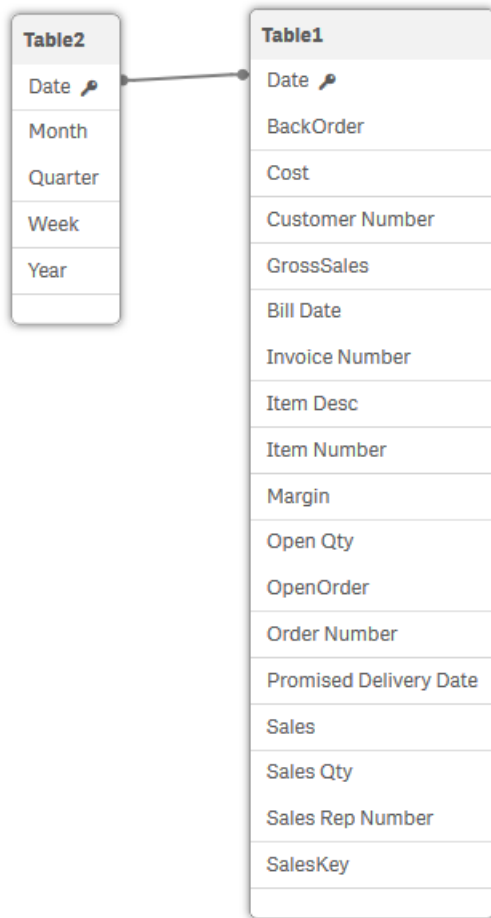 Table2
Date
Month
Quarter
Week
Year
Table1
Date
BackOrder
Cost
Customer Number
GrossSales
Bill Date
Invoice Number
Item Desc
Item Number
Margin
Open Qty
OpenOrder
Order Number
Promised Delivery Date
Sales
Sales Qty
Sales Rep Number
SalesKey